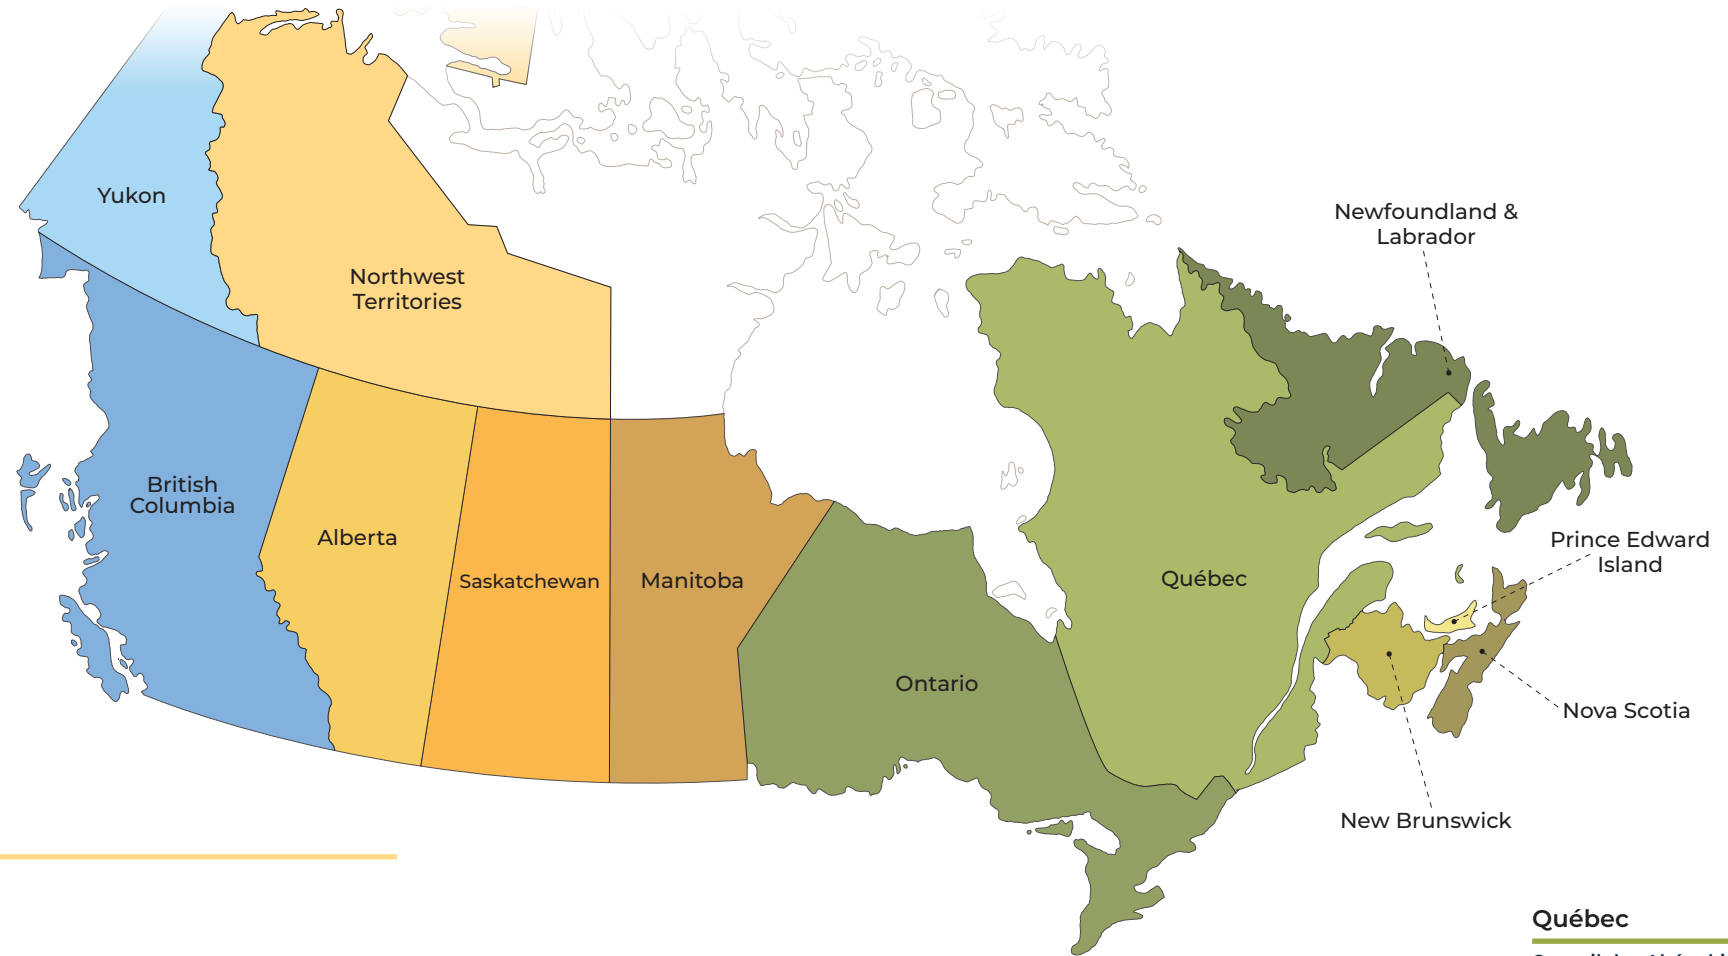 Yukon
Newfoundland &
Labrador
Northwest
Territories
British
Columbia
Alberta
Prince Edward
Island
Saskatchewan
Manitoba
Québec
Ontario
Nova Scotia
New Brunswick
Québec